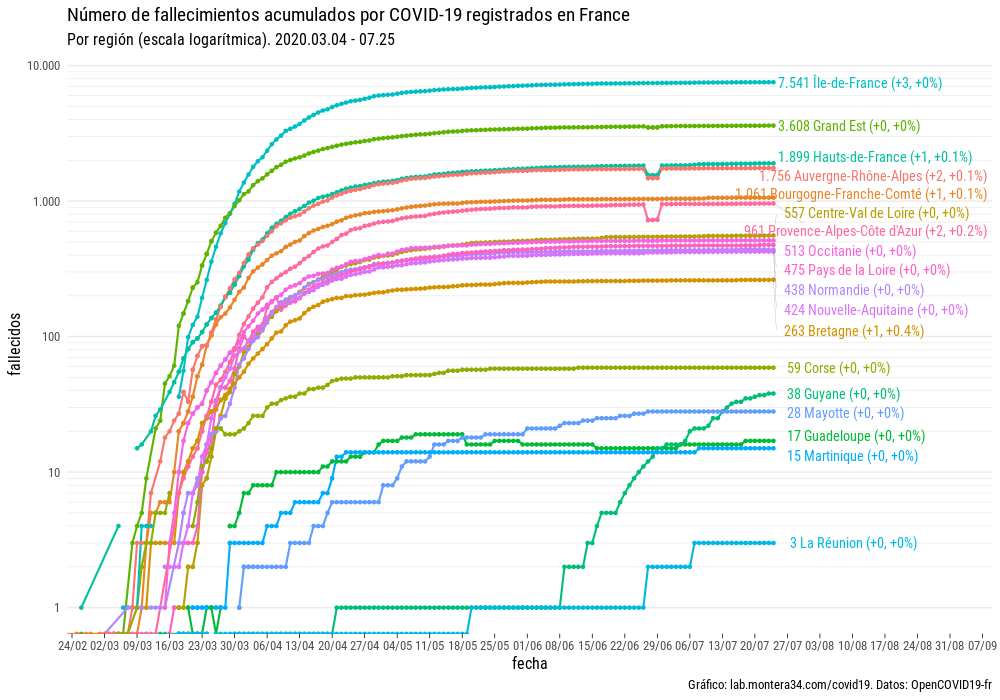 Número de fallecimientos acumulados por COVID-19 registrados en France
Por región (escala logarítmica). 2020.03.04 - 07.25
10.000
1.000
100
10
1
fallecidos
7.541 Île-de-France (+3, +0%)
3.608 Grand Est (+0, +0%)
1.899 Hauts-de-France (+1, +0.1%)
1.756 Auvergne-Rhône-Alpes (+2, +0.1%)
1.061 Bourgogne-Franche-Comté (+1, +0.1%)
557 Centre-Val de Loire (+0, +0%)
961 Provence-Alpes-Côte d'Azur (+2, +0.2%)
513 Occitanie (+0, +0%)
475 Pays de la Loire (+0, +0%)
438 Normandie (+0, +0%)
424 Nouvelle-Aquitaine (+0, +0%)
263 Bretagne (+1, +0.4%)
59 Corse (+0, +0%)
38 Guyane (+0, +0%)
28 Mayotte (+0, +0%)
17 Guadeloupe (+0, +0%)
15 Martinique (+0, +0%)
3 La Réunion (+0, +0%)
24/02 02/03 09/03 16/03 23/03 30/03 06/04 13/04 20/04 27/04 04/05 11/05 18/05 25/05 01/06 08/06 15/06 22/06 29/06 06/07 13/07 20/07 27/07 03/08 10/08 17/08 24/08 31/08 07/09
fecha
Gráfico: lab.montera34.com/covid19. Datos: OpenCOVID19-fr